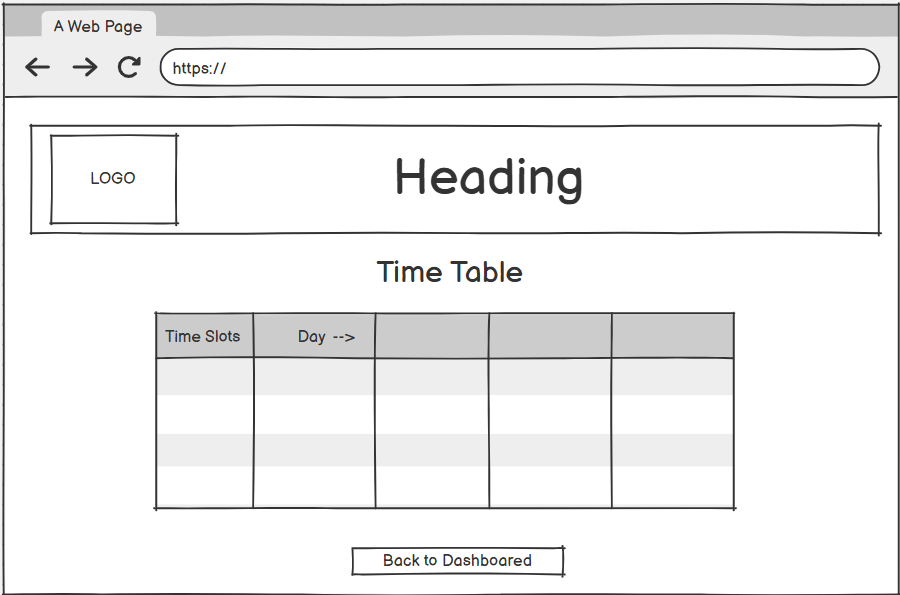 A Web Page
https://
LOGO
Heading
Time Table
Time Slots
Day -->
Back to Dashboared